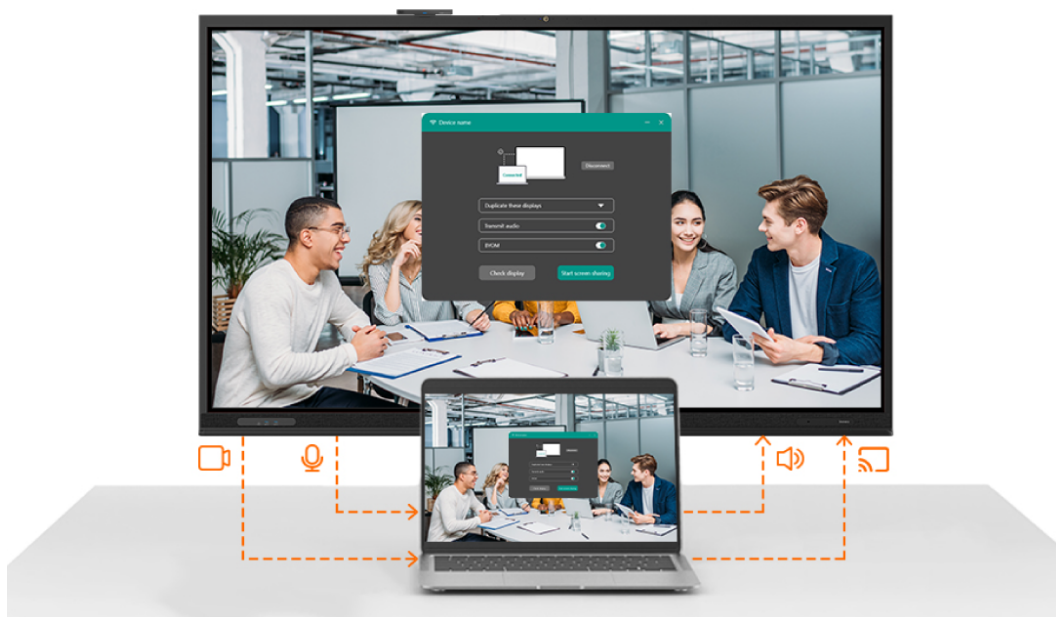 Device name
Connected
Disconnect
Duplicate these displays
Transmit audio
BYOM
Check display
Start screen sharing